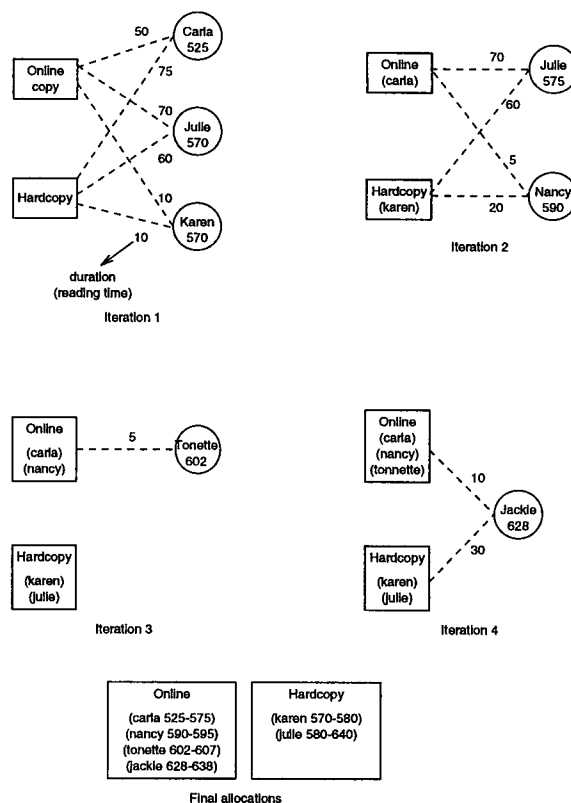 50
Carla
525
75
Online
copy
70
Julie
570
60
Hardcopy
10
Karen
570
10
duration
(reading time)
Iteration 1
Online
(carla)
70
Julie
575
60
5
Hardcopy
(karen)
20
Nancy
590
Iteration 2
Online
(carla)
(nancy)
5
Tonette
602
Hardcopy
(karen)
(julie)
Iteration 3
Online
(carla)
(nancy)
(tonnette)
10
Jackie
628
30
Hardcopy
(karen)
(julie)
Iteration 4
Online
(carla 525-575)
(nancy 590-595)
(tonette 602-607)
(jackie 628-638)
Hardcopy
(karen 570-580)
(julie 580-640)
Final allocations